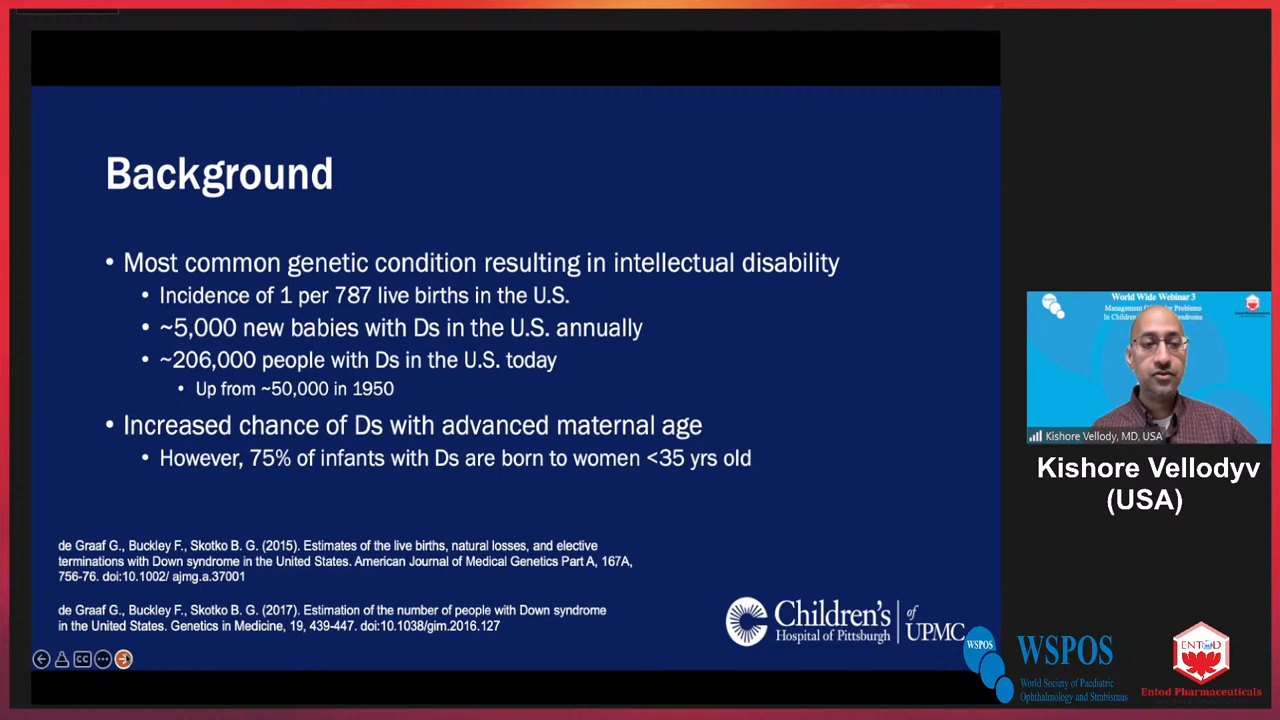 Background
• Most common genetic condition resulting in intellectual disability
• Incidence of 1 per 787 live births in the U.S.
• ~5,000 new babies with Ds in the U.S. annually
• ~206,000 people with Ds in the U.S. today
• Up from ~50,000 in 1950
• Increased chance of Ds with advanced maternal age
• However, 75% of infants with Ds are born to women <35 yrs old
de Graaf G., Buckley F., Skotko B. G. (2015). Estimates of the live births, natural losses, and elective
terminations with Down syndrome in the United States. American Journal of Medical Genetics Part A, 167A,
756-76. doi:10.1002/ ajmg.a.37001
de Graaf G., Buckley F., Skotko B. G. (2017). Estimation of the number of people with Down syndrome
in the United States. Genetics in Medicine, 19, 439-447. doi:10.1038/gim.2016.127
Children's
Hospital of Pittsburgh
of
UPMC
CC
World Wide Webinar 3
Management
Problems
In Children
Syndrome
Kishore Vellody, MD, USA
Kishore Vellodyv
(USA)
WSPOS
WSPOS
World Society of Paediatric
Ophthalmology and Strabismus
ENTOD
Entod Pharmaceuticals